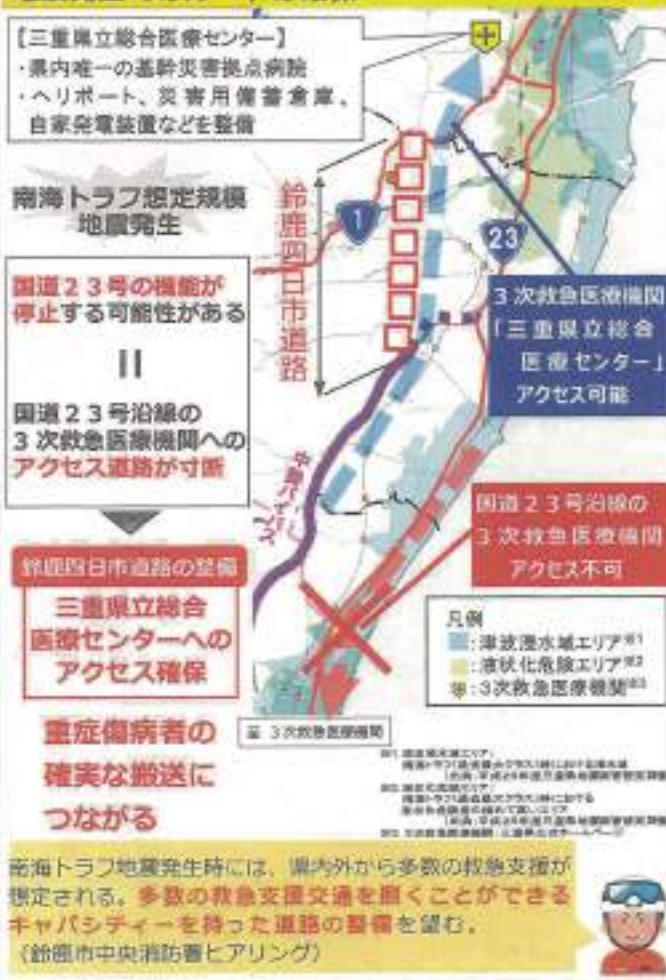 【三重県立総合医療センター】
・県内唯一の基幹災害拠点病院
・ヘリポート、災害用備蓄倉庫、
自家発電装置などを整備
南海トラフ想定規模
地震発生
国道23号の機能が
停止する可能性がある
||
国道23号沿線の
3次救急医療機関への
アクセス道路が寸断
鈴鹿四日市道路の整備
三重県立総合
医療センターへの
アクセス確保
重症傷病者の
確実な搬送に
つながる
鈴鹿四日市道路
1
23
中勢バイパス
3次救急医療機関
「三重県立総合
医療センター」
アクセス可能
国道23号沿線の
3次救急医療機関
アクセス不可
凡例
:津波浸水域エリア※1
:液状化危険エリア※2
:3次救急医療機関※3
至 3次救急医療機関
南海トラフ地震発生時には、県内外から多数の救急支援が
想定される。多数の救急支援交通を捌くことができる
キャパシティーを持った道路の整備を望む。
(鈴鹿市中央消防署ヒアリング)